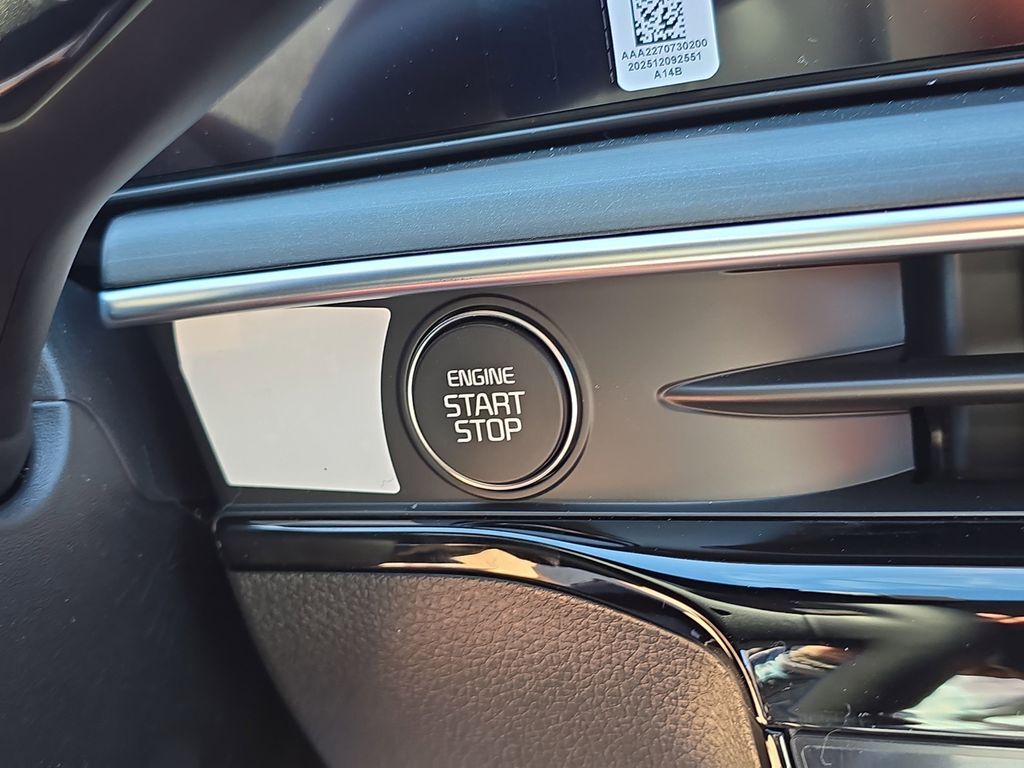 AAA2270730200
202512092551
A14B
ENGINE
START
STOP